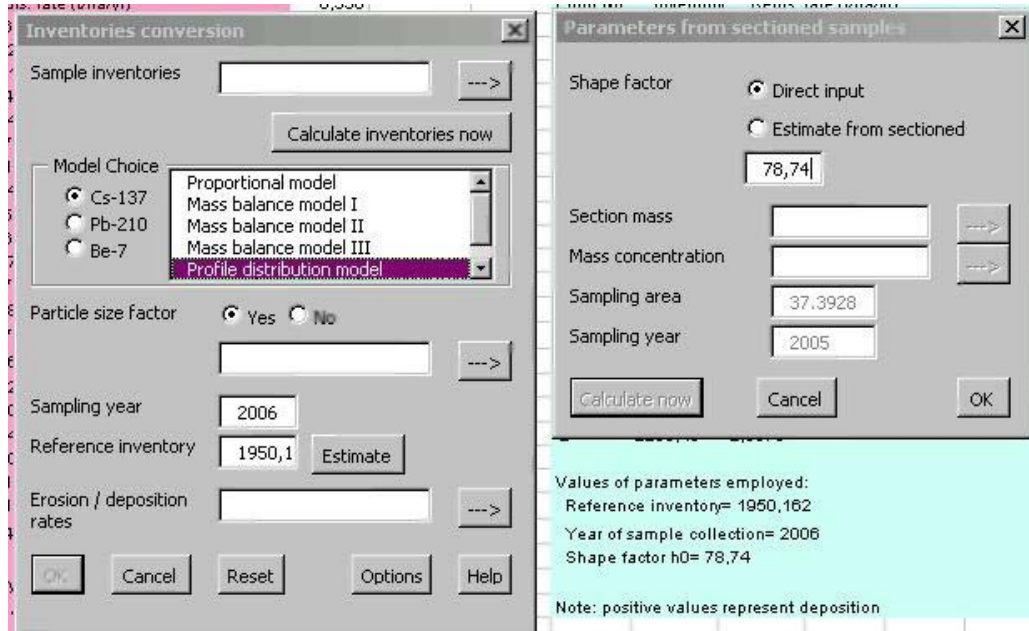 Inventories conversion
Sample inventories
--->
Calculate inventories now
Model Choice
Cs-137
Pb-210
Be-7
Proportional model
Mass balance model I
Mass balance model II
Mass balance model III
Profile distribution model
Particle size factor
Yes
No
--->
Sampling year
2006
Reference inventory
1950,1
Estimate
Erosion / deposition
rates
--->
OK
Cancel
Reset
Options
Help
Parameters from sectioned samples
Shape factor
Direct input
Estimate from sectioned
78,74
Section mass
--->
Mass concentration
--->
Sampling area
37.3928
Sampling year
2005
Calculate now
Cancel
OK
Values of parameters employed:
Reference inventory= 1950,162
Year of sample collection= 2006
Shape factor h0= 78,74
Note: positive values represent deposition